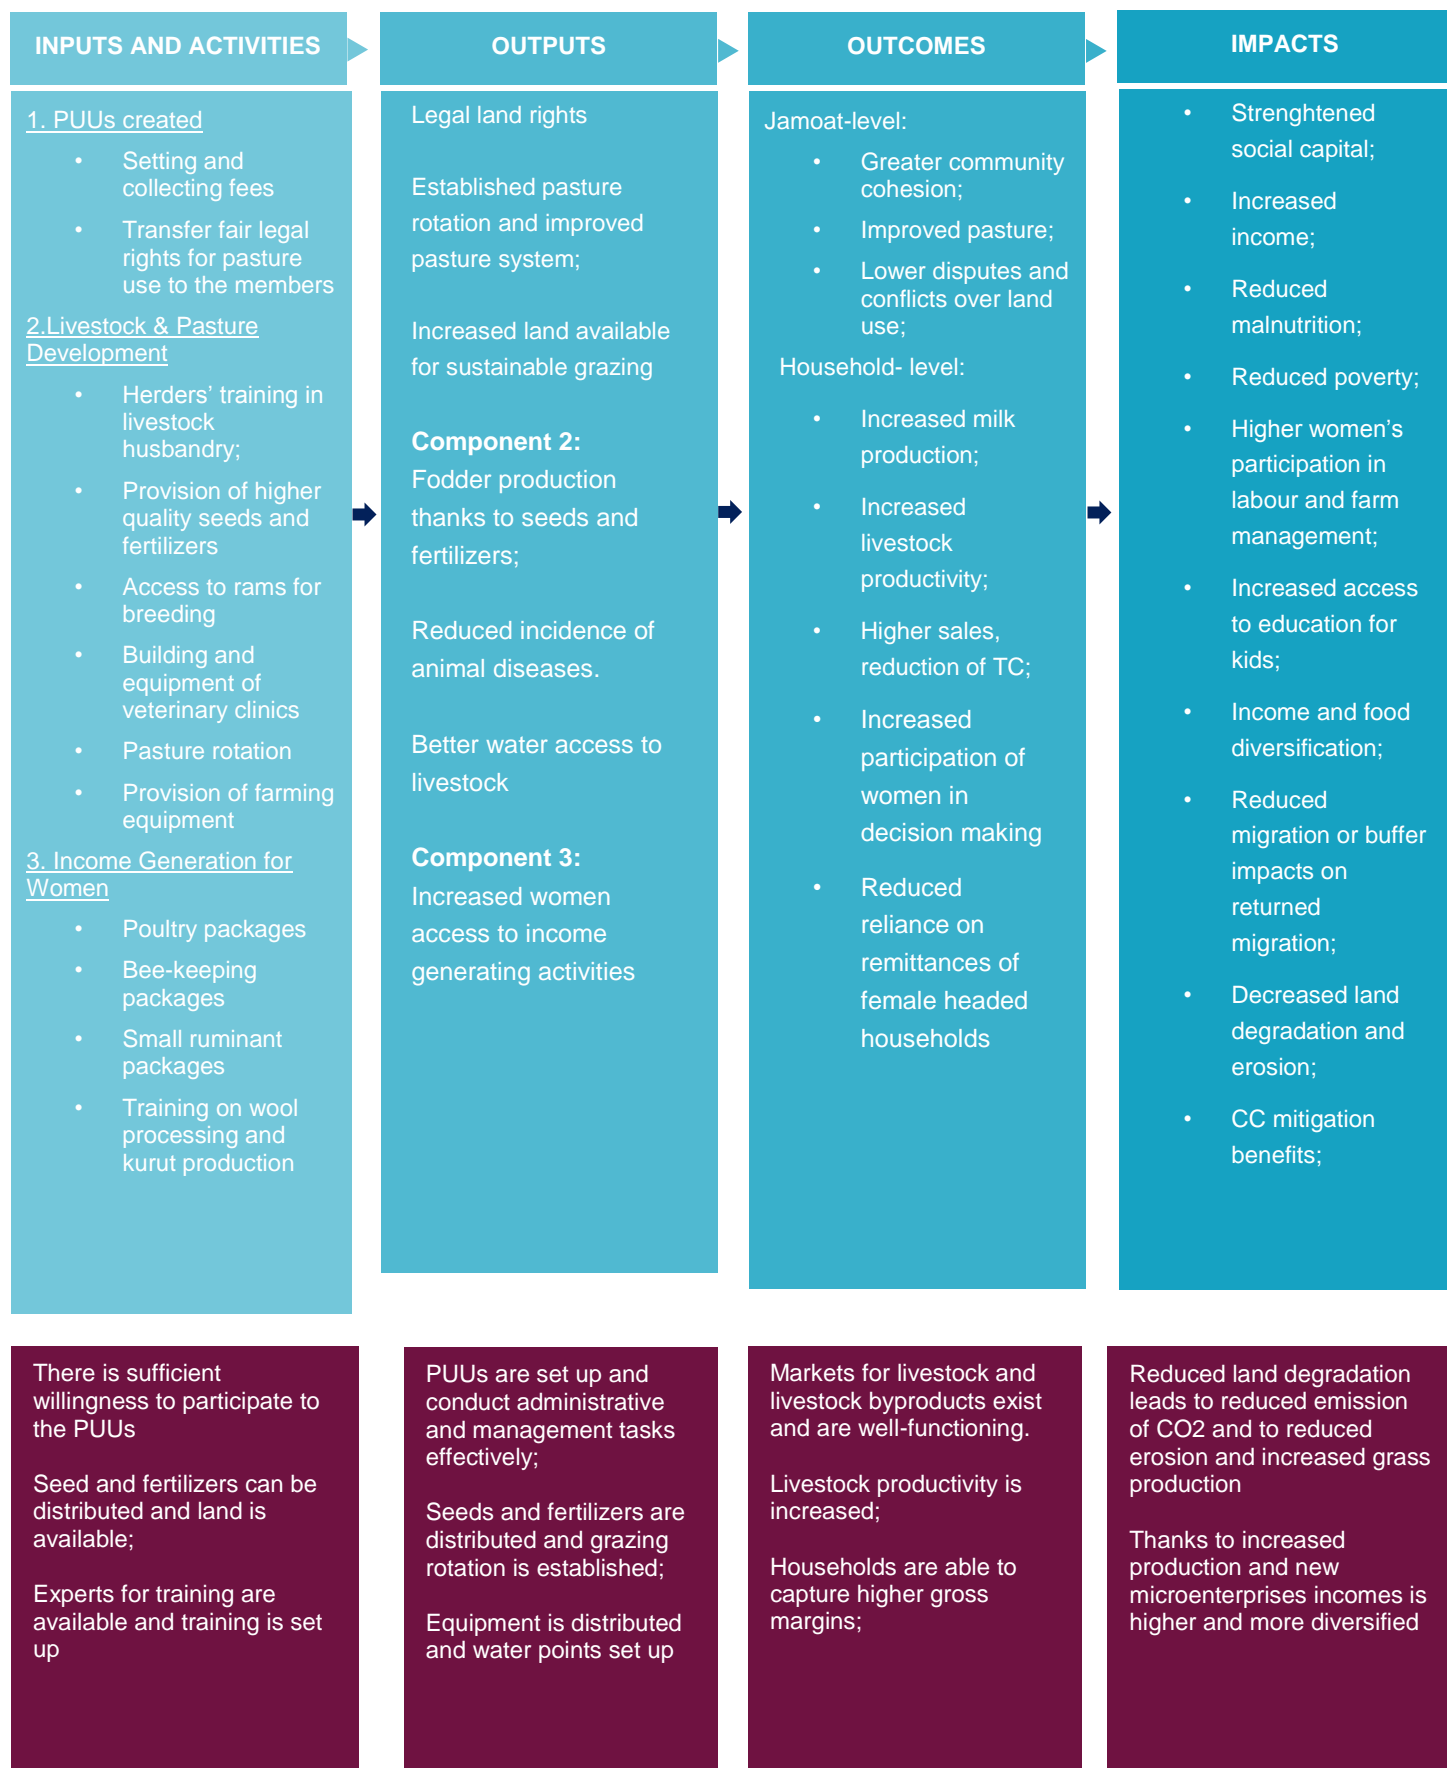 INPUTS AND ACTIVITIES
1. PUUs created
• Setting and
collecting fees
• Transfer fair legal
rights for pasture
use to the members
2.Livestock & Pasture
Development
• Herders’ training in
livestock
husbandry;
• Provision of higher
quality seeds and
fertilizers
• Access to rams for
breeding
• Building and
equipment of
veterinary clinics
• Pasture rotation
• Provision of farming
equipment
3. Income Generation for
Women
• Poultry packages
• Bee-keeping
packages
• Small ruminant
packages
• Training on wool
processing and
kurut production
OUTPUTS
Legal land rights
Established pasture
rotation and improved
pasture system;
Increased land available
for sustainable grazing
Component 2:
Fodder production
thanks to seeds and
fertilizers;
Reduced incidence of
animal diseases.
Better water access to
livestock
Component 3:
Increased women
access to income
generating activities
OUTCOMES
Jamoat-level:
• Greater community
cohesion;
• Improved pasture;
• Lower disputes and
conflicts over land
use;
Household- level:
• Increased milk
production;
• Increased
livestock
productivity;
• Higher sales,
reduction of TC;
• Increased
participation of
women in
decision making
• Reduced
reliance on
remittances of
female headed
households
IMPACTS
• Strenghtened
social capital;
• Increased
income;
• Reduced
malnutrition;
• Reduced poverty;
• Higher women’s
participation in
labour and farm
management;
• Increased access
to education for
kids;
• Income and food
diversification;
• Reduced
migration or buffer
impacts on
returned
migration;
• Decreased land
degradation and
erosion;
• CC mitigation
benefits;
There is sufficient
willingness to participate to
the PUUs
Seed and fertilizers can be
distributed and land is
available;
Experts for training are
available and training is set
up
PUUs are set up and
conduct administrative
and management tasks
effectively;
Seeds and fertilizers are
distributed and grazing
rotation is established;
Equipment is distributed
and water points set up
Markets for livestock and
livestock byproducts exist
and are well-functioning.
Livestock productivity is
increased;
Households are able to
capture higher gross
margins;
Reduced land degradation
leads to reduced emission
of CO2 and to reduced
erosion and increased grass
production
Thanks to increased
production and new
microenterprises incomes is
higher and more diversified